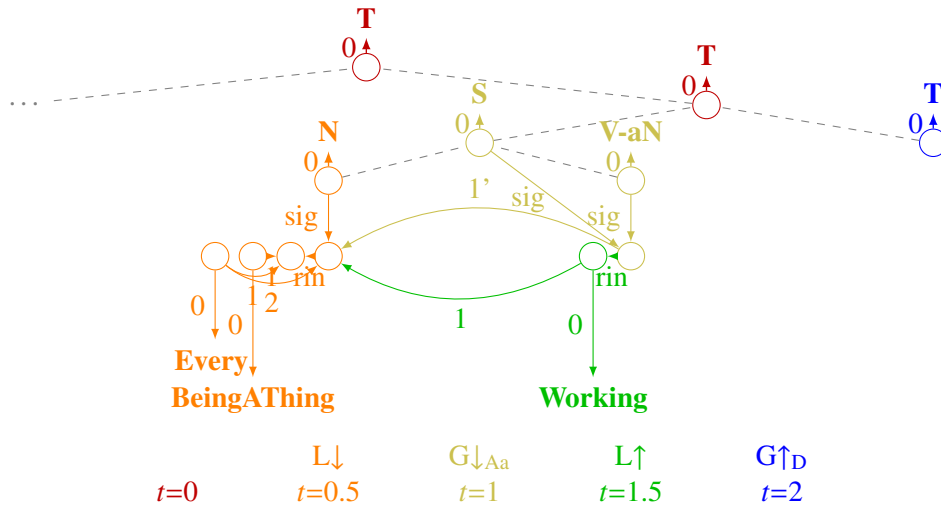 T
0
T
0
...
S
0
T
0
N
0
V-aN
0
1’
sig
sig
sig
1
rin
1
2
rin
0
0
1
0
Every
BeingAThing
Working
L↓
G↓Aa
L↑
G↑D
t=0
t=0.5
t=1
t=1.5
t=2